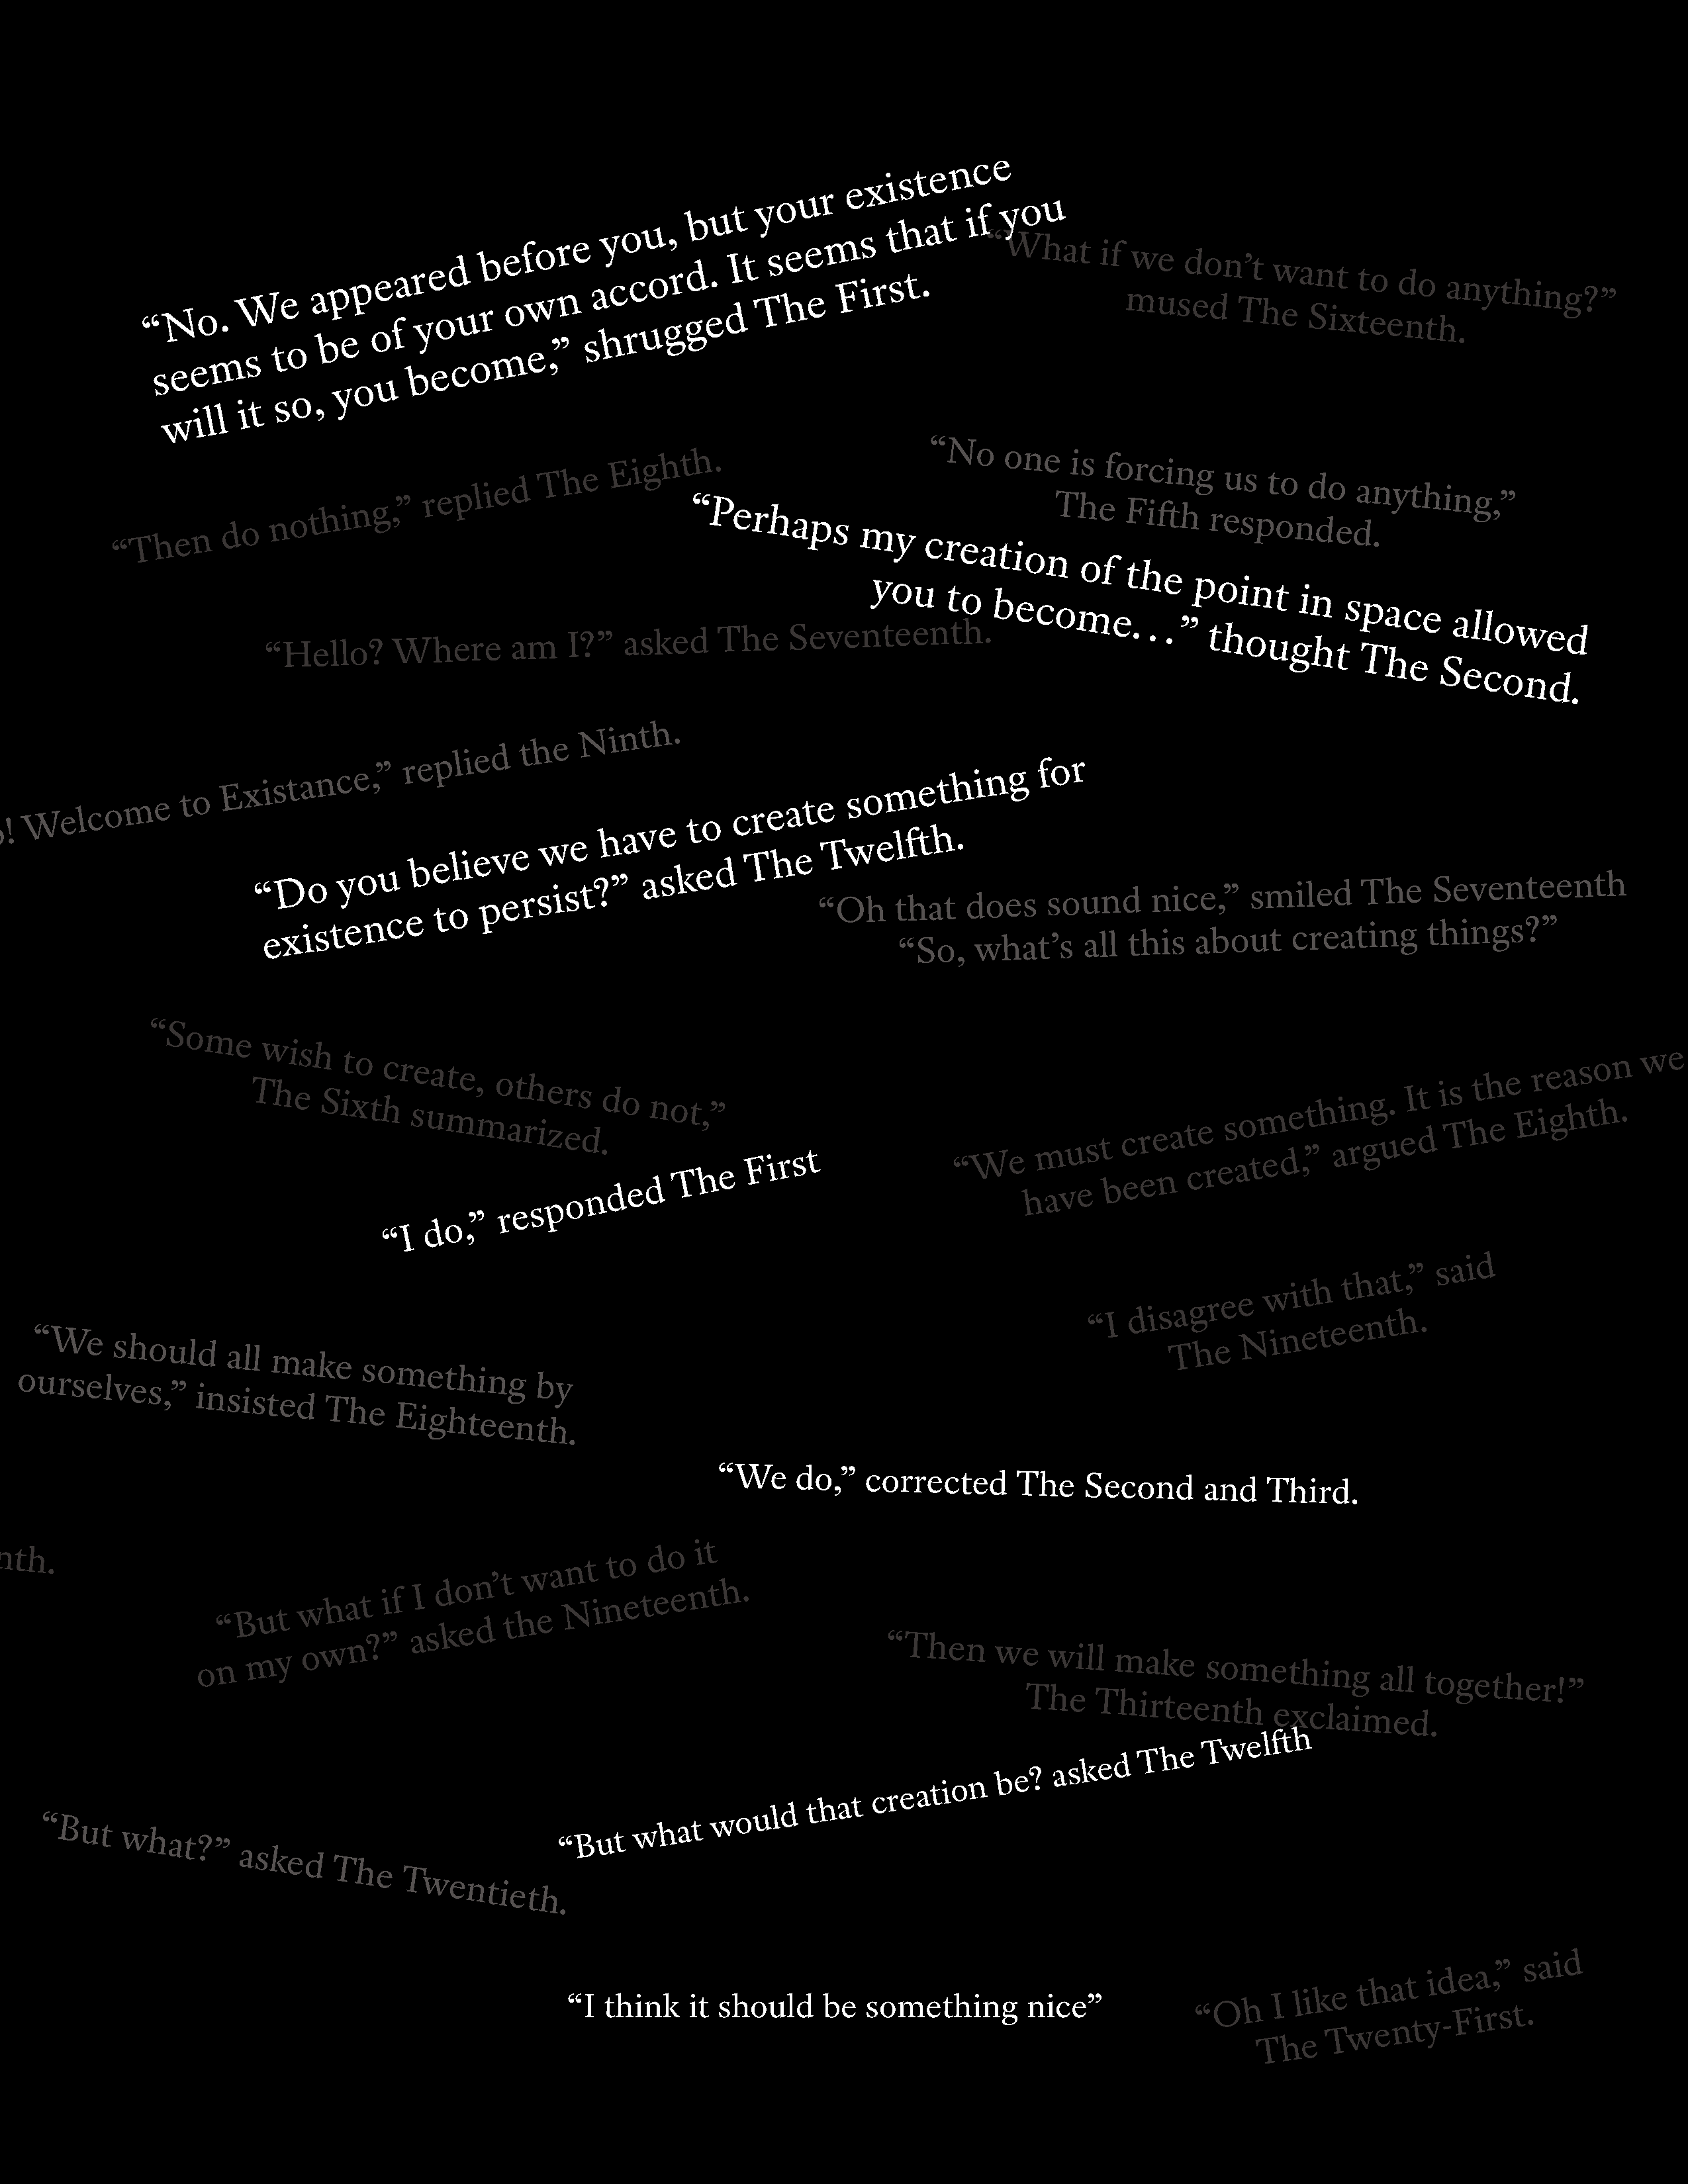 “No. We appeared before you, but your existence
seems to be of your own accord. It seems that if you
will it so, you become,” shrugged The First.
“What if we don’t want to do anything?”
mused The Sixteenth.
“Then do nothing,” replied The Eighth.
“No one is forcing us to do anything,”
The Fifth responded.
“Perhaps my creation of the point in space allowed
you to become…” thought The Second.
“Hello? Where am I?” asked The Seventeenth.
! Welcome to Existance,” replied the Ninth.
“Do you believe we have to create something for
existence to persist?” asked The Twelfth.
“Oh that does sound nice,” smiled The Seventeenth
“So, what’s all this about creating things?”
“Some wish to create, others do not,”
The Sixth summarized.
“We must create something. It is the reason we
have been created,” argued The Eighth.
“I do,” responded The First
“I disagree with that,” said
The Nineteenth.
“We should all make something by
ourselves,” insisted The Eighteenth.
“We do,” corrected The Second and Third.
nth.
“But what if I don’t want to do it
on my own?” asked the Nineteenth.
“Then we will make something all together!”
The Thirteenth exclaimed.
“But what would that creation be? asked The Twelfth
“But what?” asked The Twentieth.
“I think it should be something nice”
“Oh I like that idea,” said
The Twenty-First.